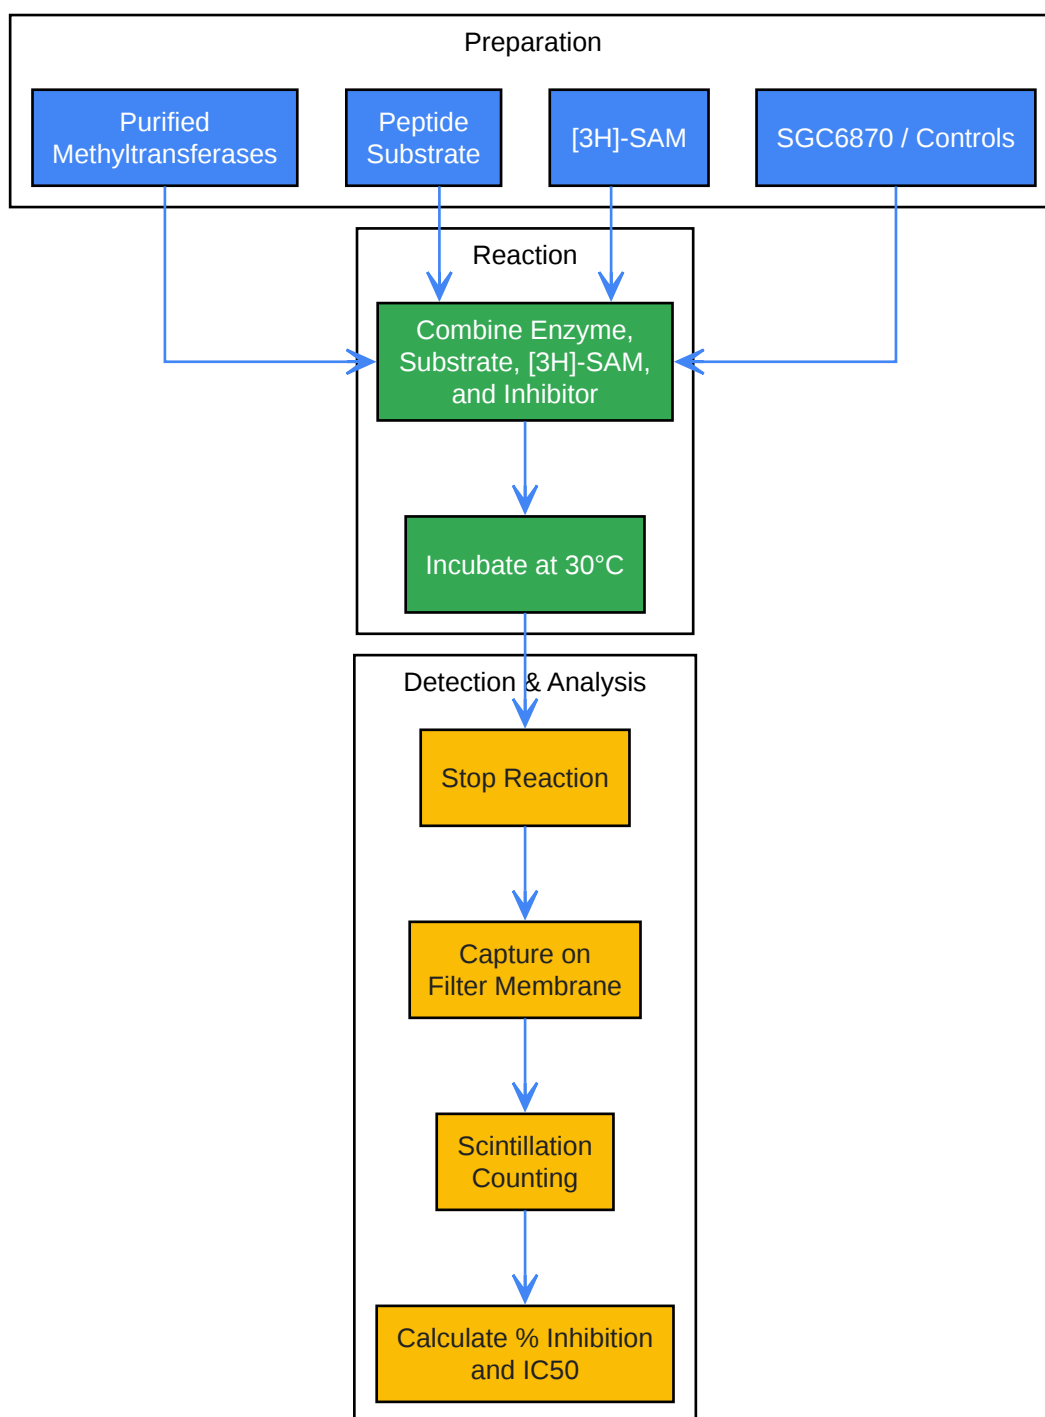 Preparation
Purified
Methyltransferases
Peptide
Substrate
[3H]-SAM
SGC6870 / Controls
Reaction
Combine Enzyme,
Substrate, [3H]-SAM,
and Inhibitor
Incubate at 30°C
Detection & Analysis
Stop Reaction
Capture on
Filter Membrane
Scintillation
Counting
Calculate % Inhibition
and IC50